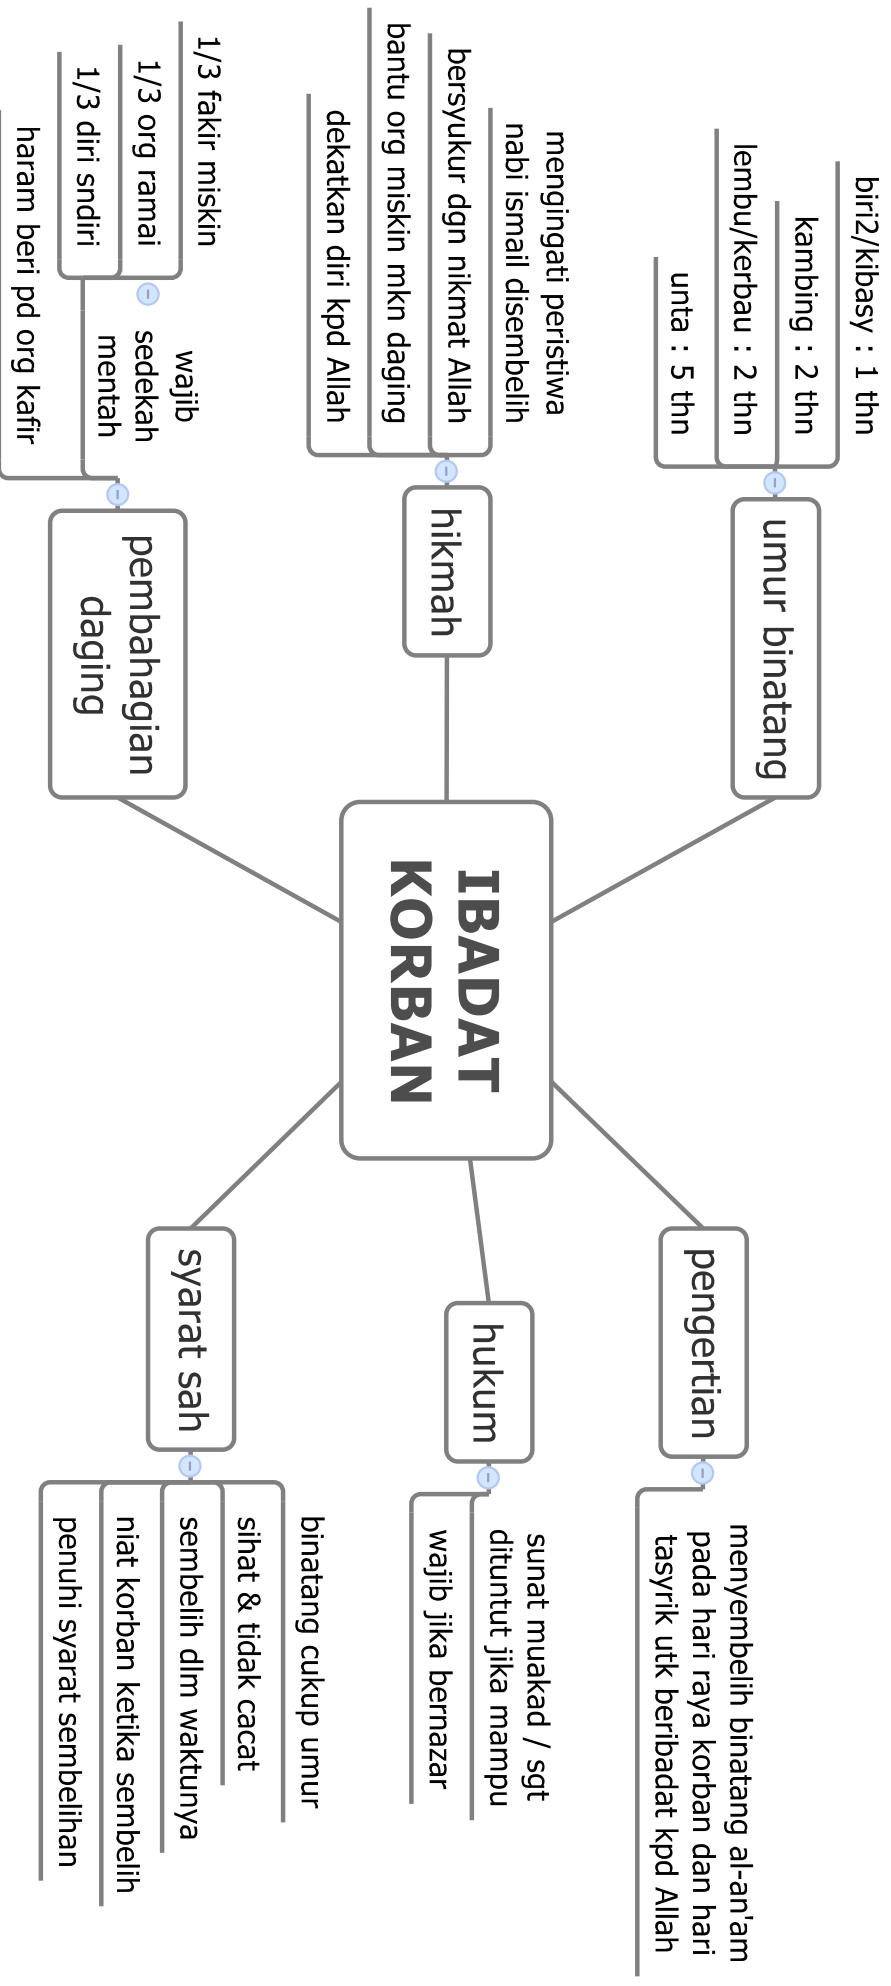 IBADAT
KORBAN
pengertian
menyembelih binatang al-an'am
pada hari raya korban dan hari
tasyrik utk beribadat kpd Allah
hukum
sunat muakad / sgt
dituntut jika mampu
wajib jika bernazar
syarat sah
binatang cukup umur
sihat & tidak cacat
sembelih dlm waktunya
niat korban ketika sembelih
penuhi syarat sembelihan
umur binatang
biri2/kibasy : 1 thn
kambing : 2 thn
lembu/kerbau : 2 thn
unta : 5 thn
hikmah
mengingati peristiwa
nabi ismail disembelih
bersyukur dgn nikmat Allah
bantu org miskin mkn daging
dekatkan diri kpd Allah
pembahagian
daging
wajib
sedekah
mentah
1/3 fakir miskin
1/3 org ramai
1/3 diri sndiri
haram beri pd org kafir